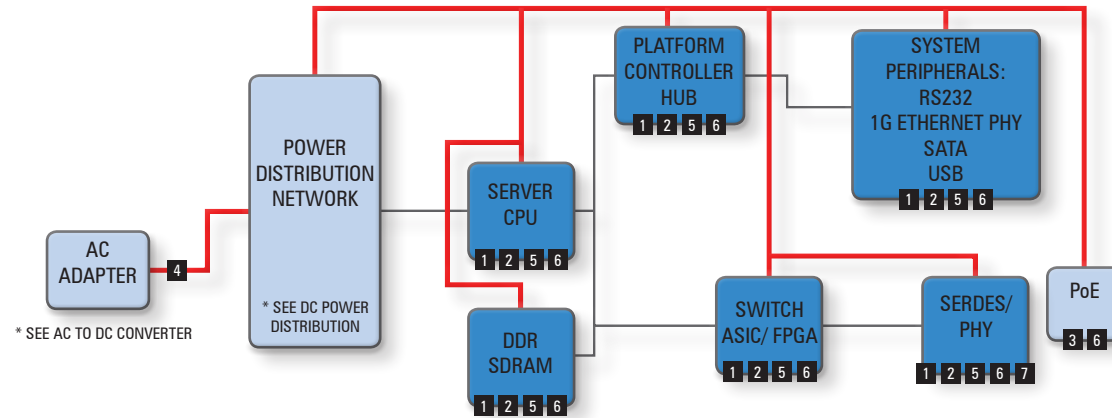 PLATFORM
CONTROLLER
HUB
1 2 5 6
SYSTEM
PERIPHERALS:
RS232
1G ETHERNET PHY
SATA
USB
1 2 5 6
POWER
DISTRIBUTION
NETWORK
* SEE DC POWER
DISTRIBUTION
SERVER
CPU
1 2 5 6
AC
ADAPTER
4
* SEE AC TO DC CONVERTER
DDR
SDRAM
1 2 5 6
SWITCH
ASIC/ FPGA
1 2 5 6
SERDES/
PHY
1 2 5 6 7
PoE
3 6